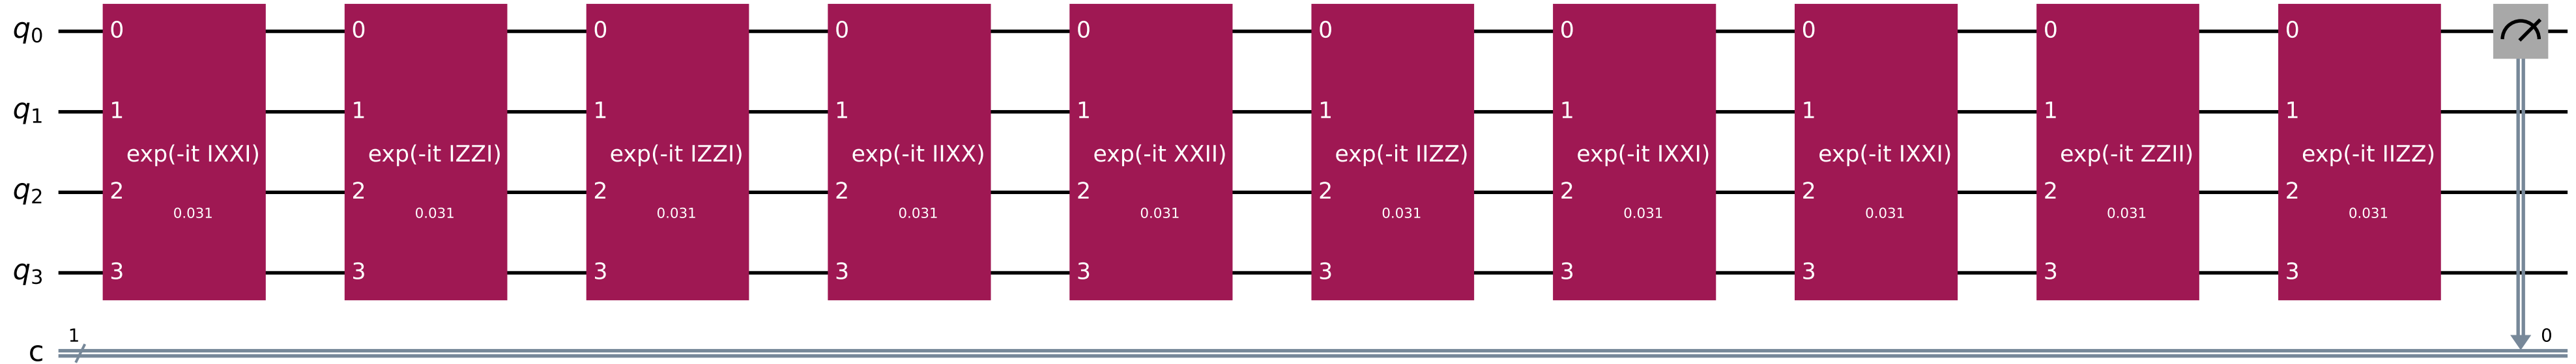 q0 0 0 0 0 0 0 0 0 0 0
q1 1 1 1 1 1 1 1 1 1 1
exp(-it IXXI) exp(-it IZZI) exp(-it IZZI) exp(-it IIXX) exp(-it XXII) exp(-it IIZZ) exp(-it IXXI) exp(-it IXXI) exp(-it ZZII) exp(-it IIZZ)
q2 2 2 2 2 2 2 2 2 2 2
0.031 0.031 0.031 0.031 0.031 0.031 0.031 0.031 0.031 0.031
q3 3 3 3 3 3 3 3 3 3 3
1 0
c